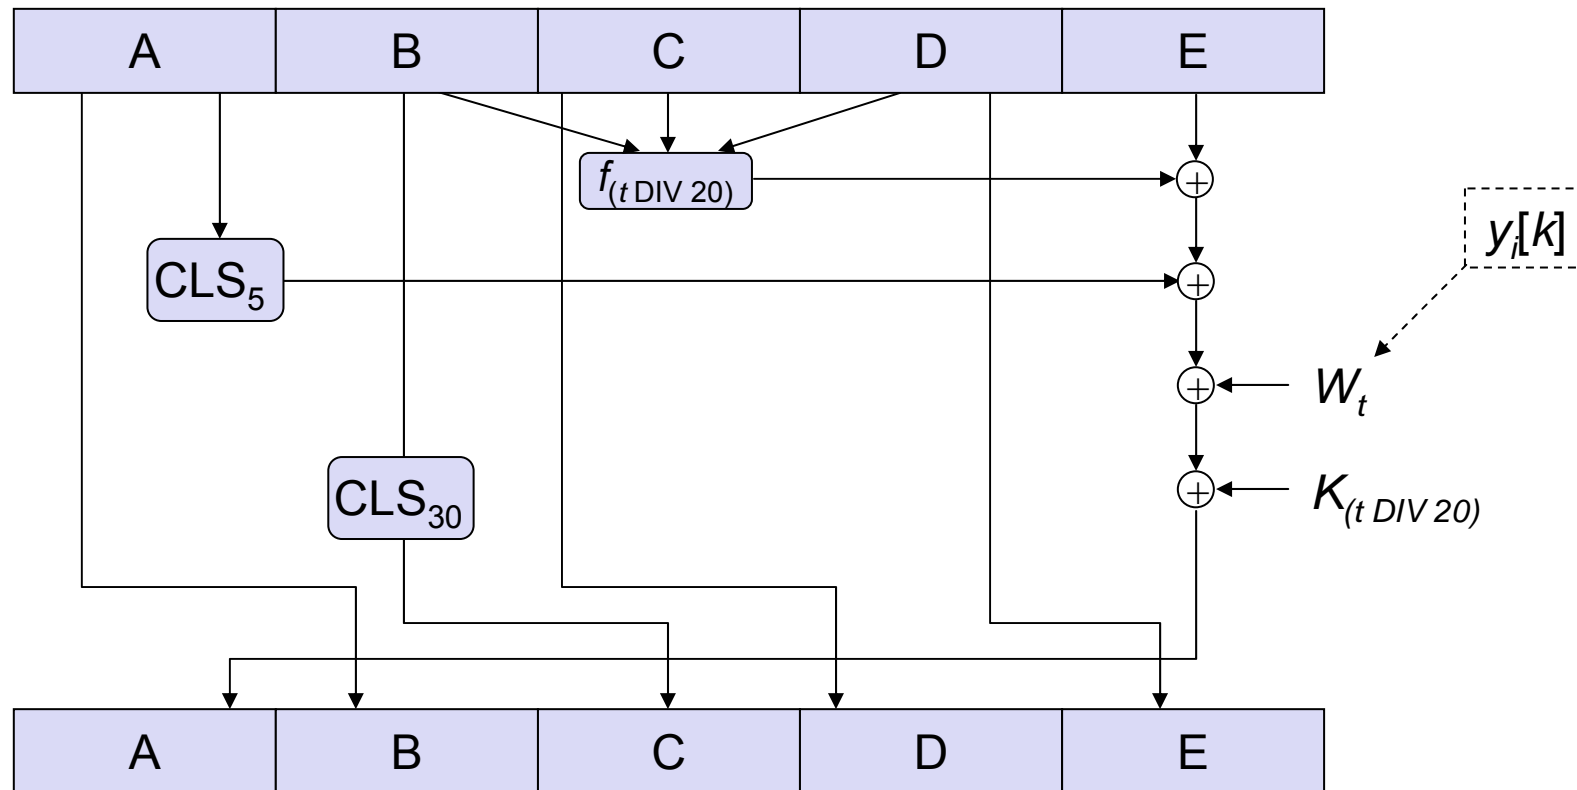 A B C D E
f(t DIV 20)
+
yi[k]
CLS5
+
+
Wt
CLS30
+
K(t DIV 20)
A B C D E